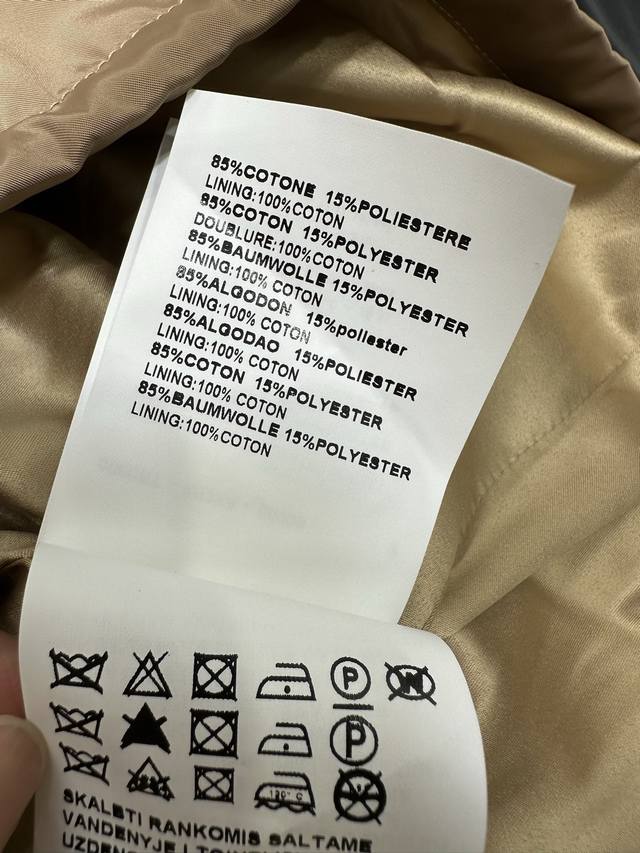 85%COTONE 15%POLIESTERE
LINING:100%COTON
85%COTON 15%POLYESTER
DOUBLURE:100%COTON
85%BAUMWOLLE 15%POLYESTER
LINING:100% COTON
85%ALGODON 15%poliester
LINING:100% COTON
85%ALGODAO 15%POLIESTER
LINING:100% COTON
85%COTON 15%POLYESTER
LINING:100% COTON
85%BAUMWOLLE 15%POLYESTER
LINING:100%COTON
P W
P
120° C
SKALBTI RANKOMIS SALTAME
VANDENYJE I